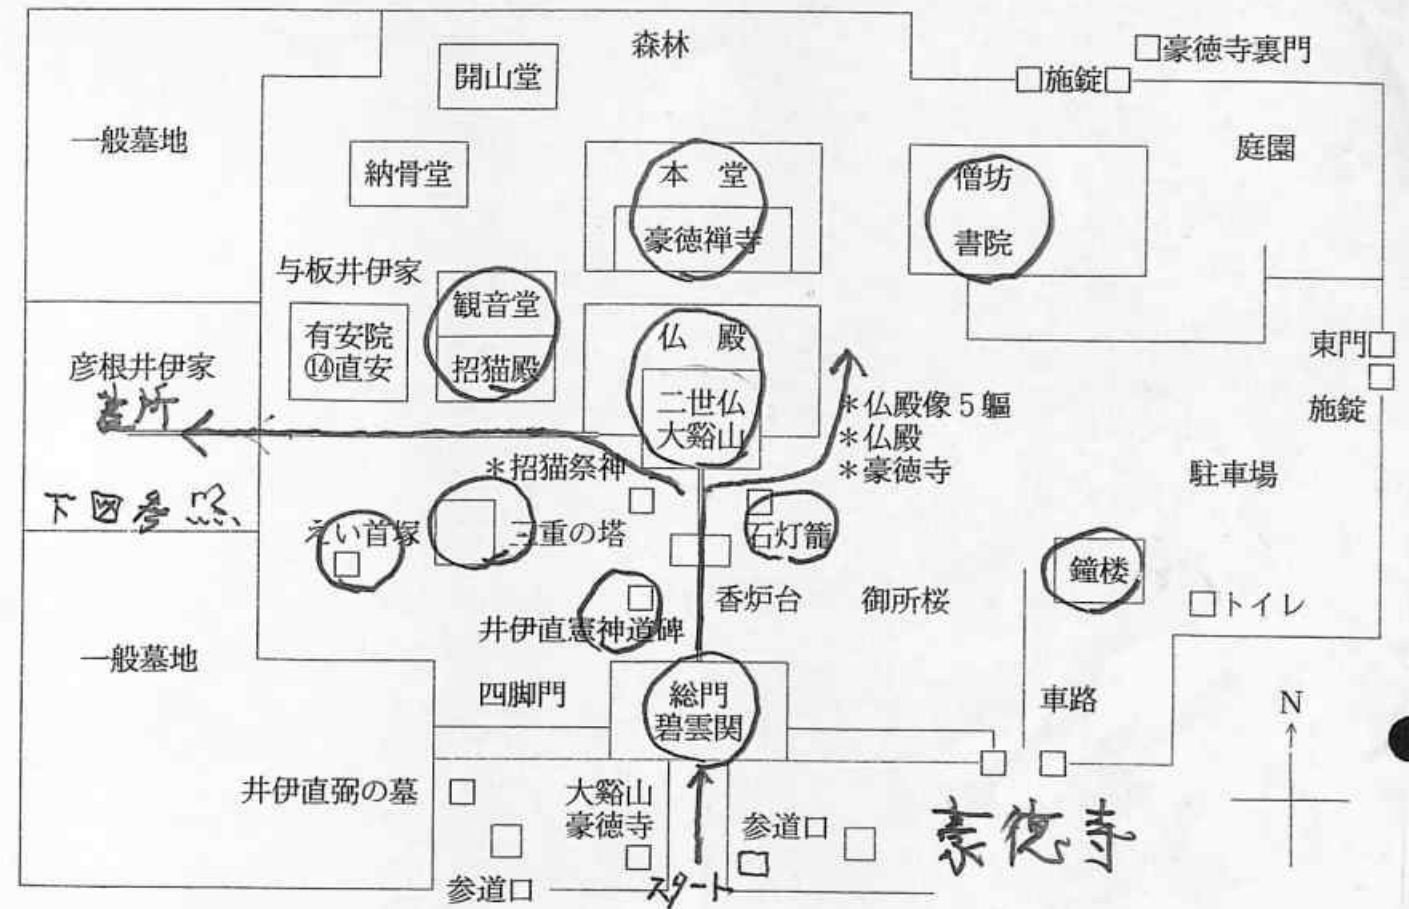 森林
□豪徳寺裏門
□施錠□
開山堂
一般墓地
庭園
納骨堂
本 堂
豪徳禅寺
僧坊
書院
与板井伊家
観音堂
招猫殿
有安院
⑭直安
仏 殿
二世仏
大谿山
東門□
施錠
彦根井伊家
墓所
*仏殿像5軀
*仏殿
*豪徳寺
*招猫祭神
駐車場
下図参照
えい首塚
三重の塔
石灯籠
鐘楼
香炉台
御所桜
□トイレ
井伊直憲神道碑
一般墓地
四脚門
総門
碧雲関
車路
N
井伊直弼の墓
大谿山
豪徳寺
参道口
豪徳寺
参道口
スタート